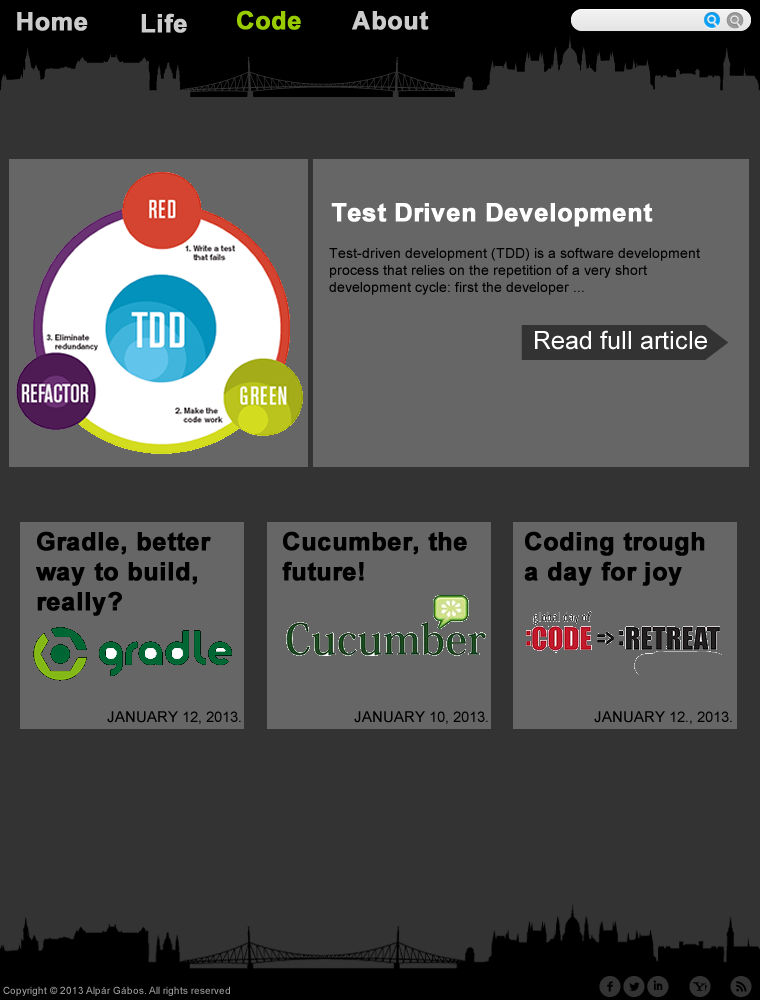 Home Life Code About
RED
1. Write a test
that fails
TDD
3. Eliminate
redundancy
REFACTOR
GREEN
2. Make the
code work
Test Driven Development
Test-driven development (TDD) is a software development
process that relies on the repetition of a very short
development cycle: first the developer ...
Read full article
Gradle, better
way to build,
really?
gradle
JANUARY 12, 2013.
Cucumber, the
future!
Cucumber
JANUARY 10, 2013.
Coding trough
a day for joy
global day of
:CODE => :RETREAT
JANUARY 12., 2013.
Copyright © 2013 Alpár Gábos. All rights reserved